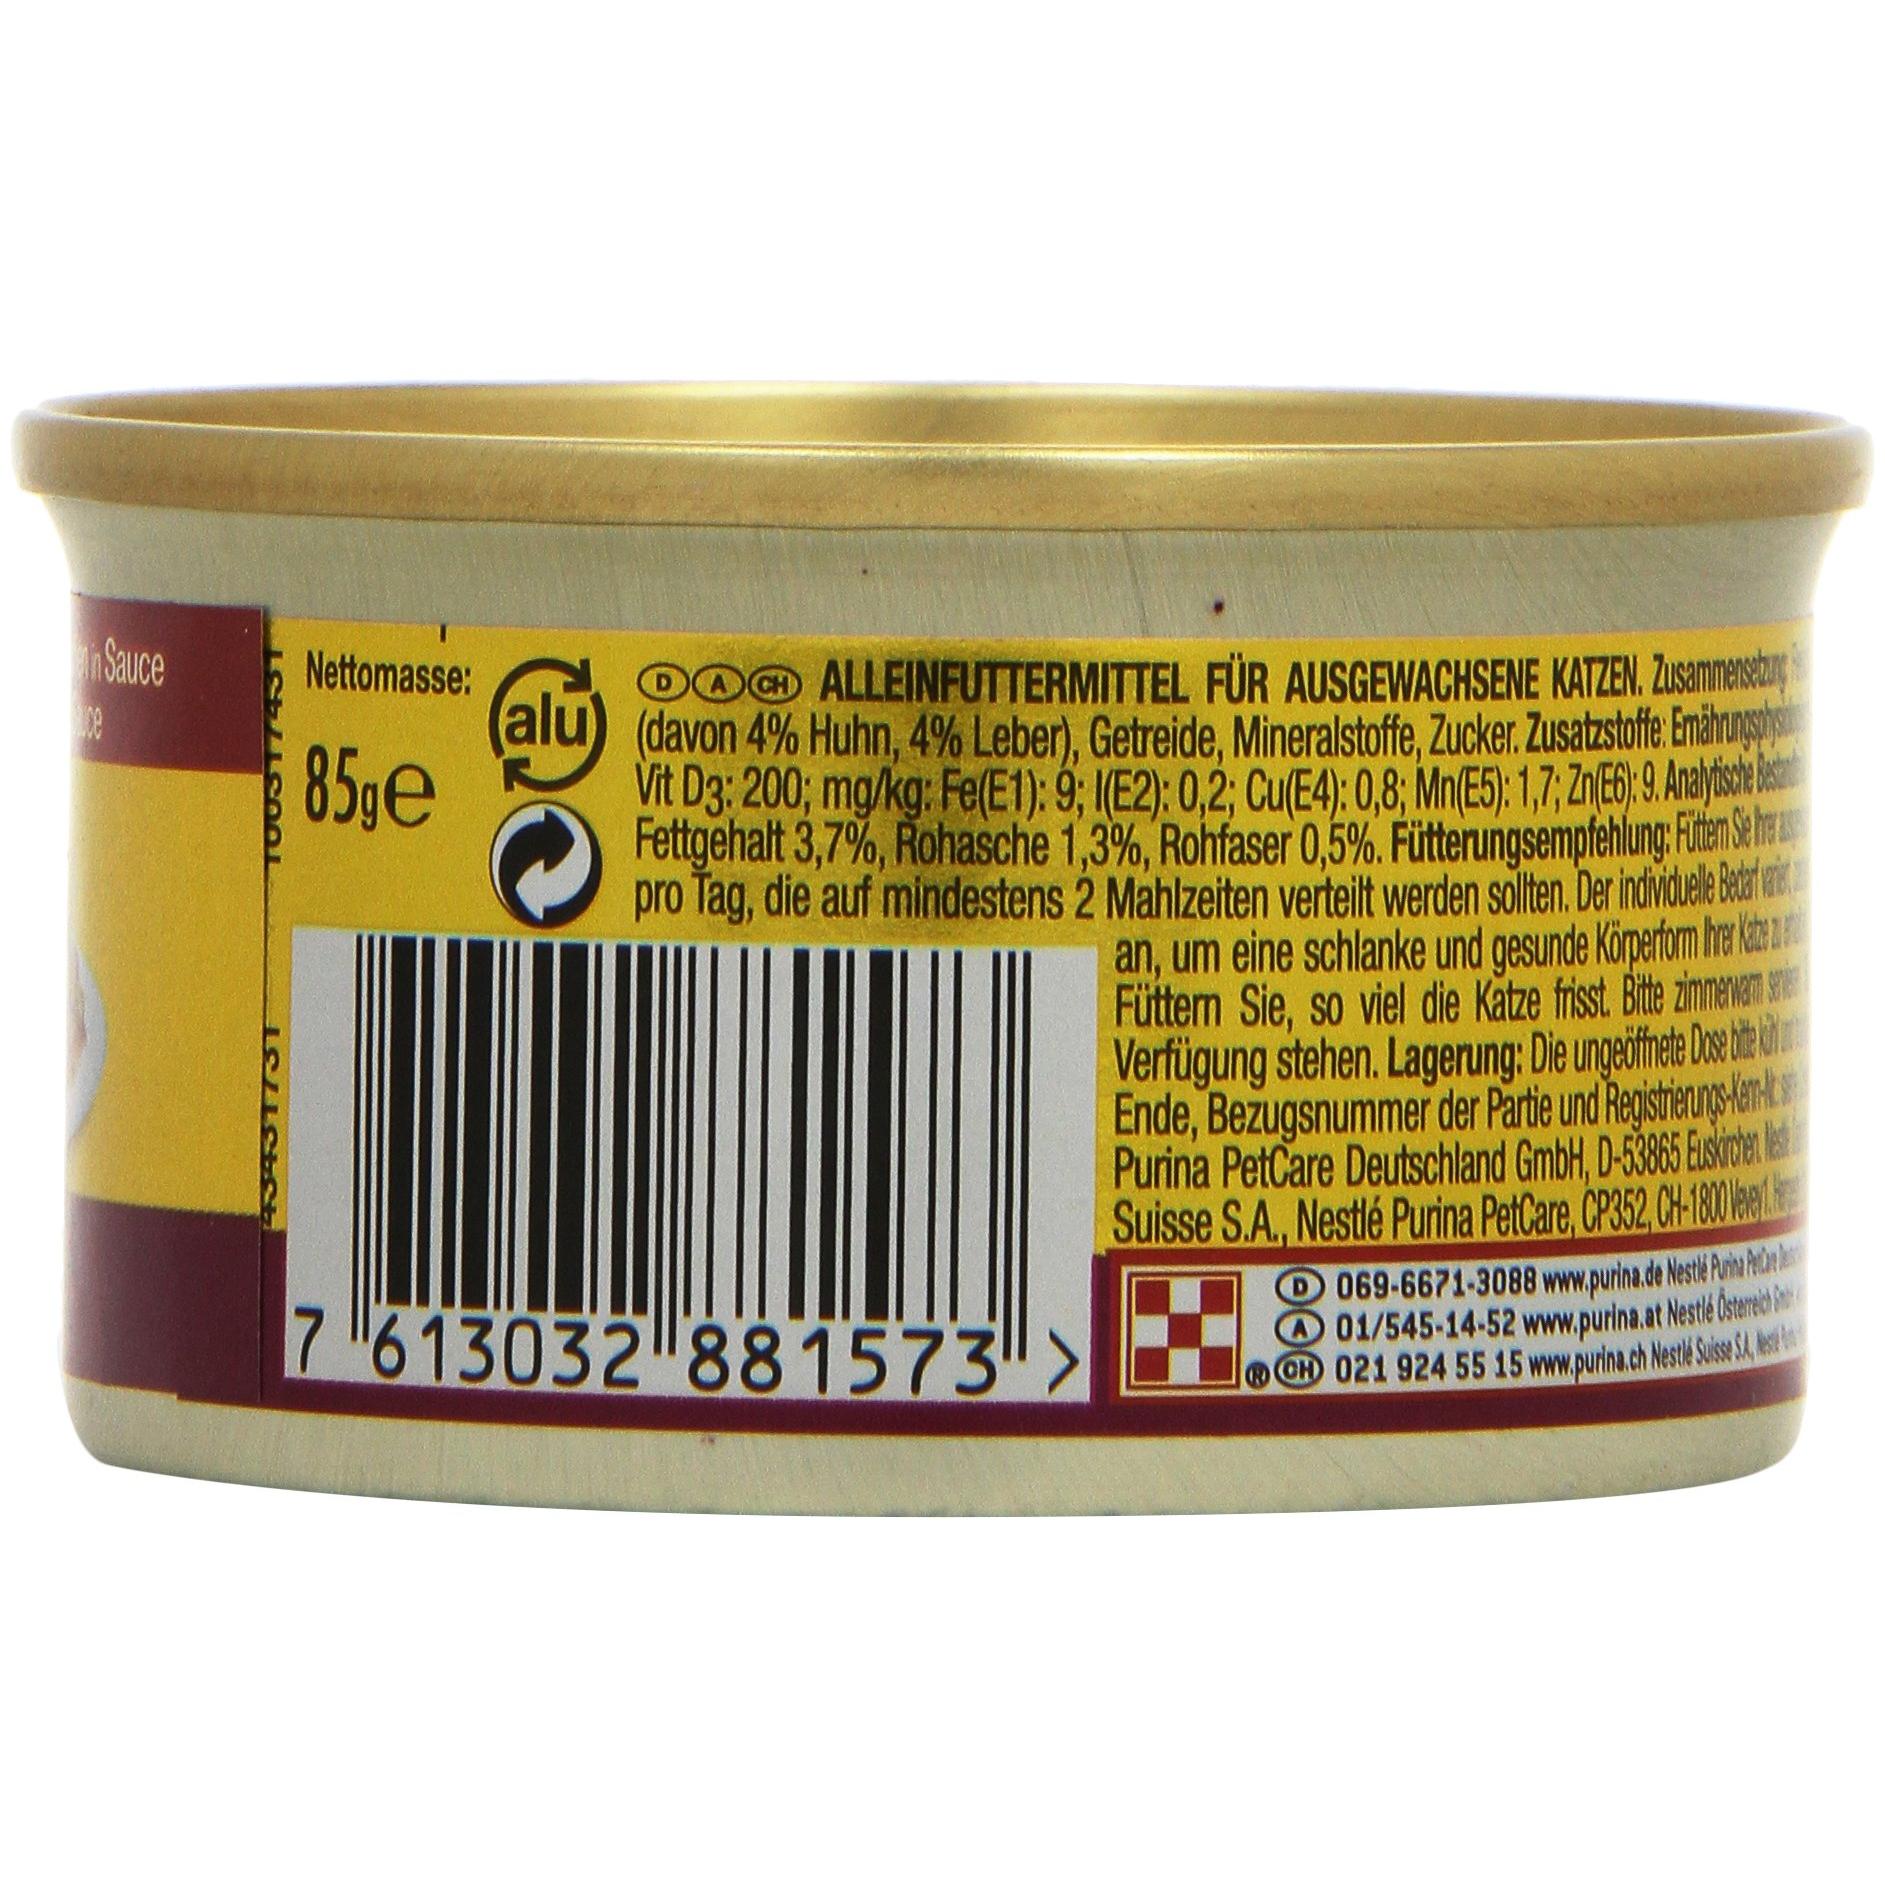 in Sauce
10031743T
4343173T
Nettomasse:
85g e
alu
D A CH ALLEINFUTTERMITTEL FÜR AUSGEWACHSENE KATZEN. Zusammensetzung:
(davon 4% Huhn, 4% Leber), Getreide, Mineralstoffe, Zucker. Zusatzstoffe:
Vit D3: 200; mg/kg: Fe(E1): 9; I(E2): 0,2; Cu(E4): 0,8; Mn(E5): 1,7; Zn(E6): 9. Analytische
Fettgehalt 3,7%, Rohasche 1,3%, Rohfaser 0,5%. Fütterungsempfehlung: Füttern Sie Ihrer
pro Tag, die auf mindestens 2 Mahlzeiten verteilt werden sollten. Der individuelle Bedarf variiert,
an, um eine schlanke und gesunde Körperform Ihrer Katze zu
Füttern Sie, so viel die Katze frisst. Bitte zimmerwarm
Verfügung stehen. Lagerung: Die ungeöffnete Dose bitte kühl
Ende, Bezugsnummer der Partie und Registrierungs-Kenn-Nr.
Purina PetCare Deutschland GmbH, D-53865 Euskirchen. Nestlé
Suisse S.A., Nestlé Purina PetCare, CP352, CH-1800 Vevey1.
7 613032 881573 >
D 069-6671-3088 www.purina.de Nestlé Purina PetCare
A 01/545-14-52 www.purina.at Nestlé Österreich
® CH 021 924 55 15 www.purina.ch Nestlé Suisse S.A., Nestlé